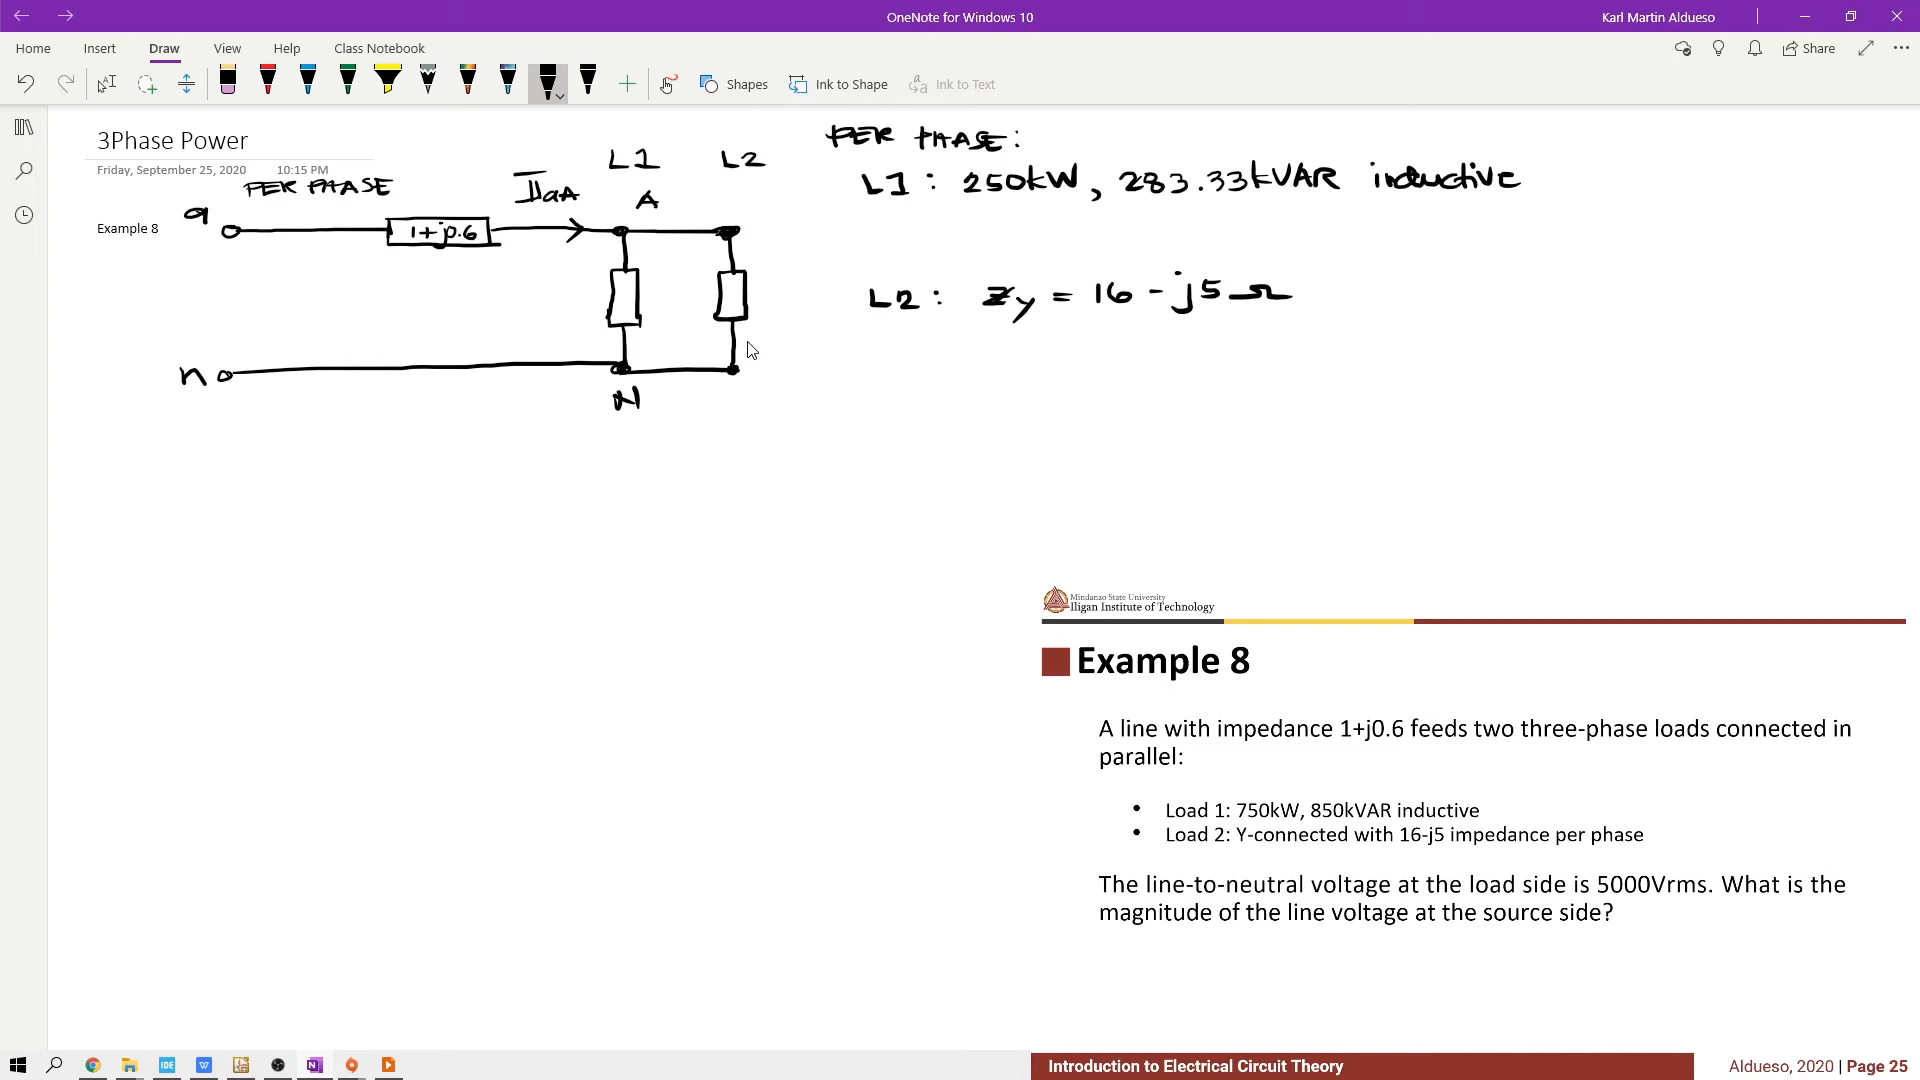 OneNote for Windows 10
Karl Martin Aldueso
Home Insert Draw View Help Class Notebook
Share
Shapes Ink to Shape Ink to Text
3Phase Power
Friday, September 25, 2020 10:15 PM
Example 8
PER PHASE
a
1+j0.6
IaA
L1
L2
A
n
N
PER PHASE:
L1: 250kW, 283.33kVAR inductive
L2: Zy = 16 - j5 Ω
Mindanao State University
Iligan Institute of Technology
Example 8
A line with impedance 1+j0.6 feeds two three-phase loads connected in
parallel:
• Load 1: 750kW, 850kVAR inductive
• Load 2: Y-connected with 16-j5 impedance per phase
The line-to-neutral voltage at the load side is 5000Vrms. What is the
magnitude of the line voltage at the source side?
IDE
Introduction to Electrical Circuit Theory
Aldueso, 2020 | Page 25